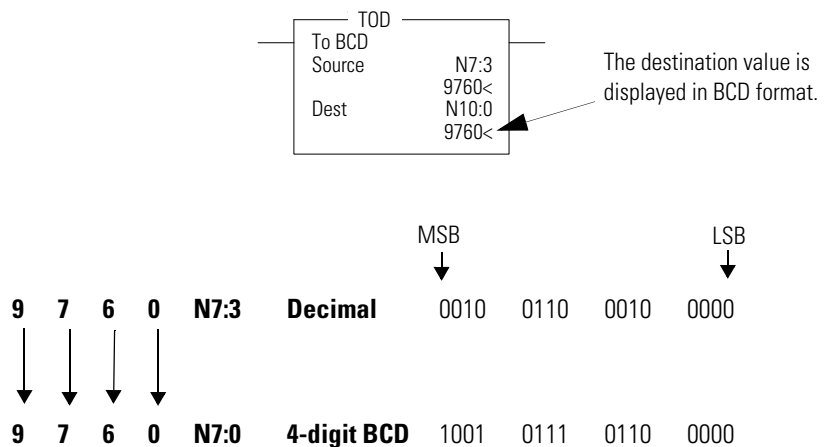 TOD
To BCD
Source N7:3
9760<
Dest N10:0
9760<
The destination value is
displayed in BCD format.
MSB LSB
9 7 6 0 N7:3 Decimal 0010 0110 0010 0000
9 7 6 0 N7:0 4-digit BCD 1001 0111 0110 0000